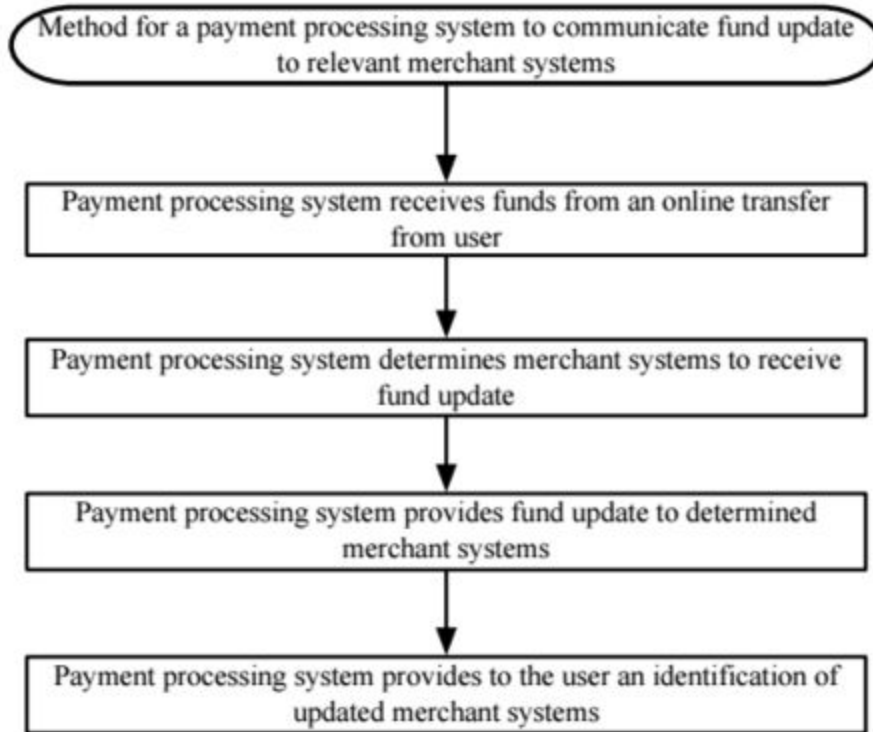 Method for a payment processing system to communicate fund update
to relevant merchant systems
Payment processing system receives funds from an online transfer
from user
Payment processing system determines merchant systems to receive
fund update
Payment processing system provides fund update to determined
merchant systems
Payment processing system provides to the user an identification of
updated merchant systems